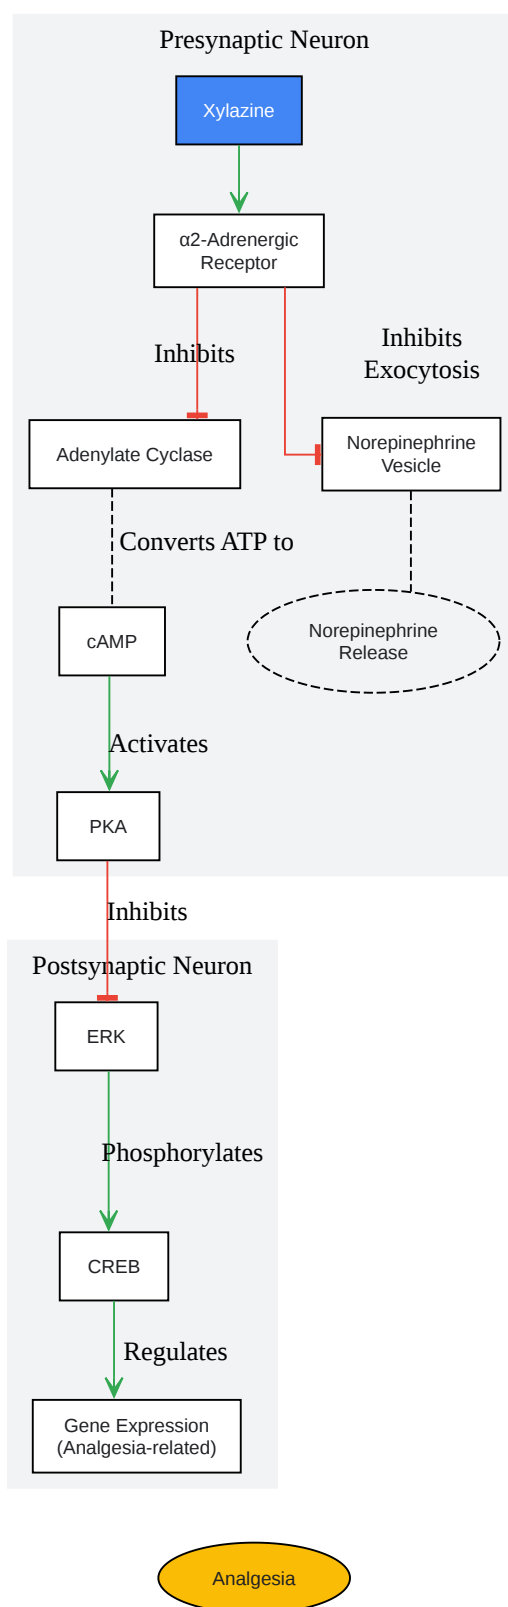 Presynaptic Neuron
Xylazine
α2-Adrenergic
Receptor
Inhibits
Inhibits
Exocytosis
Adenylate Cyclase
Norepinephrine
Vesicle
Converts ATP to
cAMP
Norepinephrine
Release
Activates
PKA
Inhibits
Postsynaptic Neuron
ERK
Phosphorylates
CREB
Regulates
Gene Expression
(Analgesia-related)
Analgesia